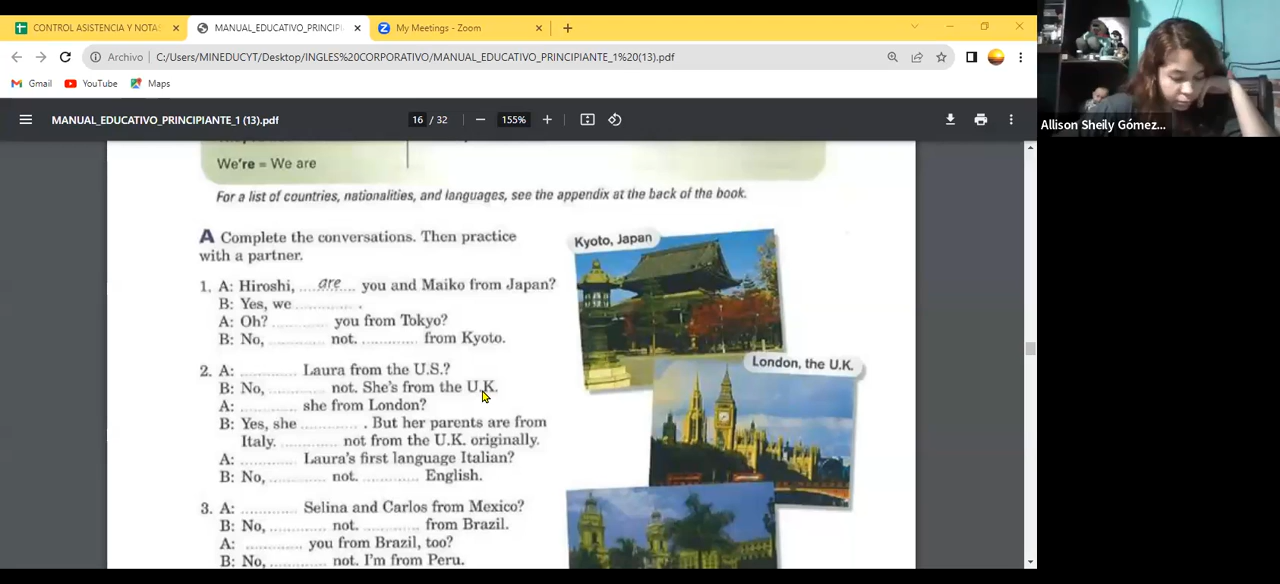 CONTROL ASISTENCIA Y NOTAS
MANUAL_EDUCATIVO_PRINCIPI
My Meetings - Zoom
Archivo
C:/Users/MINEDUCYT/Desktop/INGLES%20CORPORATIVO/MANUAL_EDUCATIVO_PRINCIPIANTE_1%20(13).pdf
Gmail
YouTube
Maps
Allison Sheily Gómez...
MANUAL_EDUCATIVO_PRINCIPIANTE_1 (13).pdf
16 / 32
155%
We're = We are
For a list of countries, nationalities, and languages, see the appendix at the back of the book.
A Complete the conversations. Then practice
with a partner.
1. A: Hiroshi, ....are.... you and Maiko from Japan?
B: Yes, we ............... .
A: Oh? ............... you from Tokyo?
B: No, ............... not. ............... from Kyoto.
2. A: ............... Laura from the U.S.?
B: No, ............... not. She's from the U.K.
A: ............... she from London?
B: Yes, she ............... . But her parents are from
Italy. ............... not from the U.K. originally.
A: ............... Laura's first language Italian?
B: No, ............... not. ............... English.
3. A: ............... Selina and Carlos from Mexico?
B: No, ............... not. ............... from Brazil.
A: ............... you from Brazil, too?
B: No, ............... not. I'm from Peru.
Kyoto, Japan
London, the U.K.